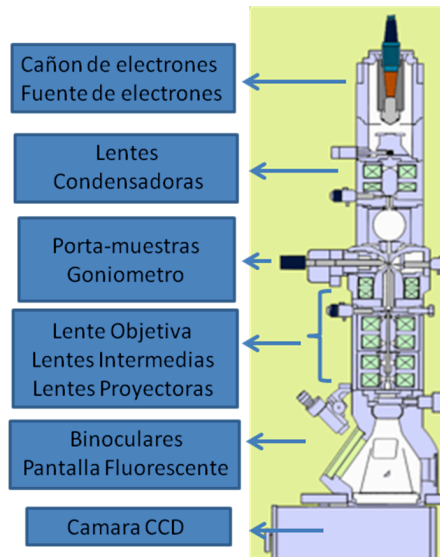 Cañon de electrones
Fuente de electrones
Lentes
Condensadoras
Porta-muestras
Goniometro
Lente Objetiva
Lentes Intermedias
Lentes Proyectoras
Binoculares
Pantalla Fluorescente
Camara CCD